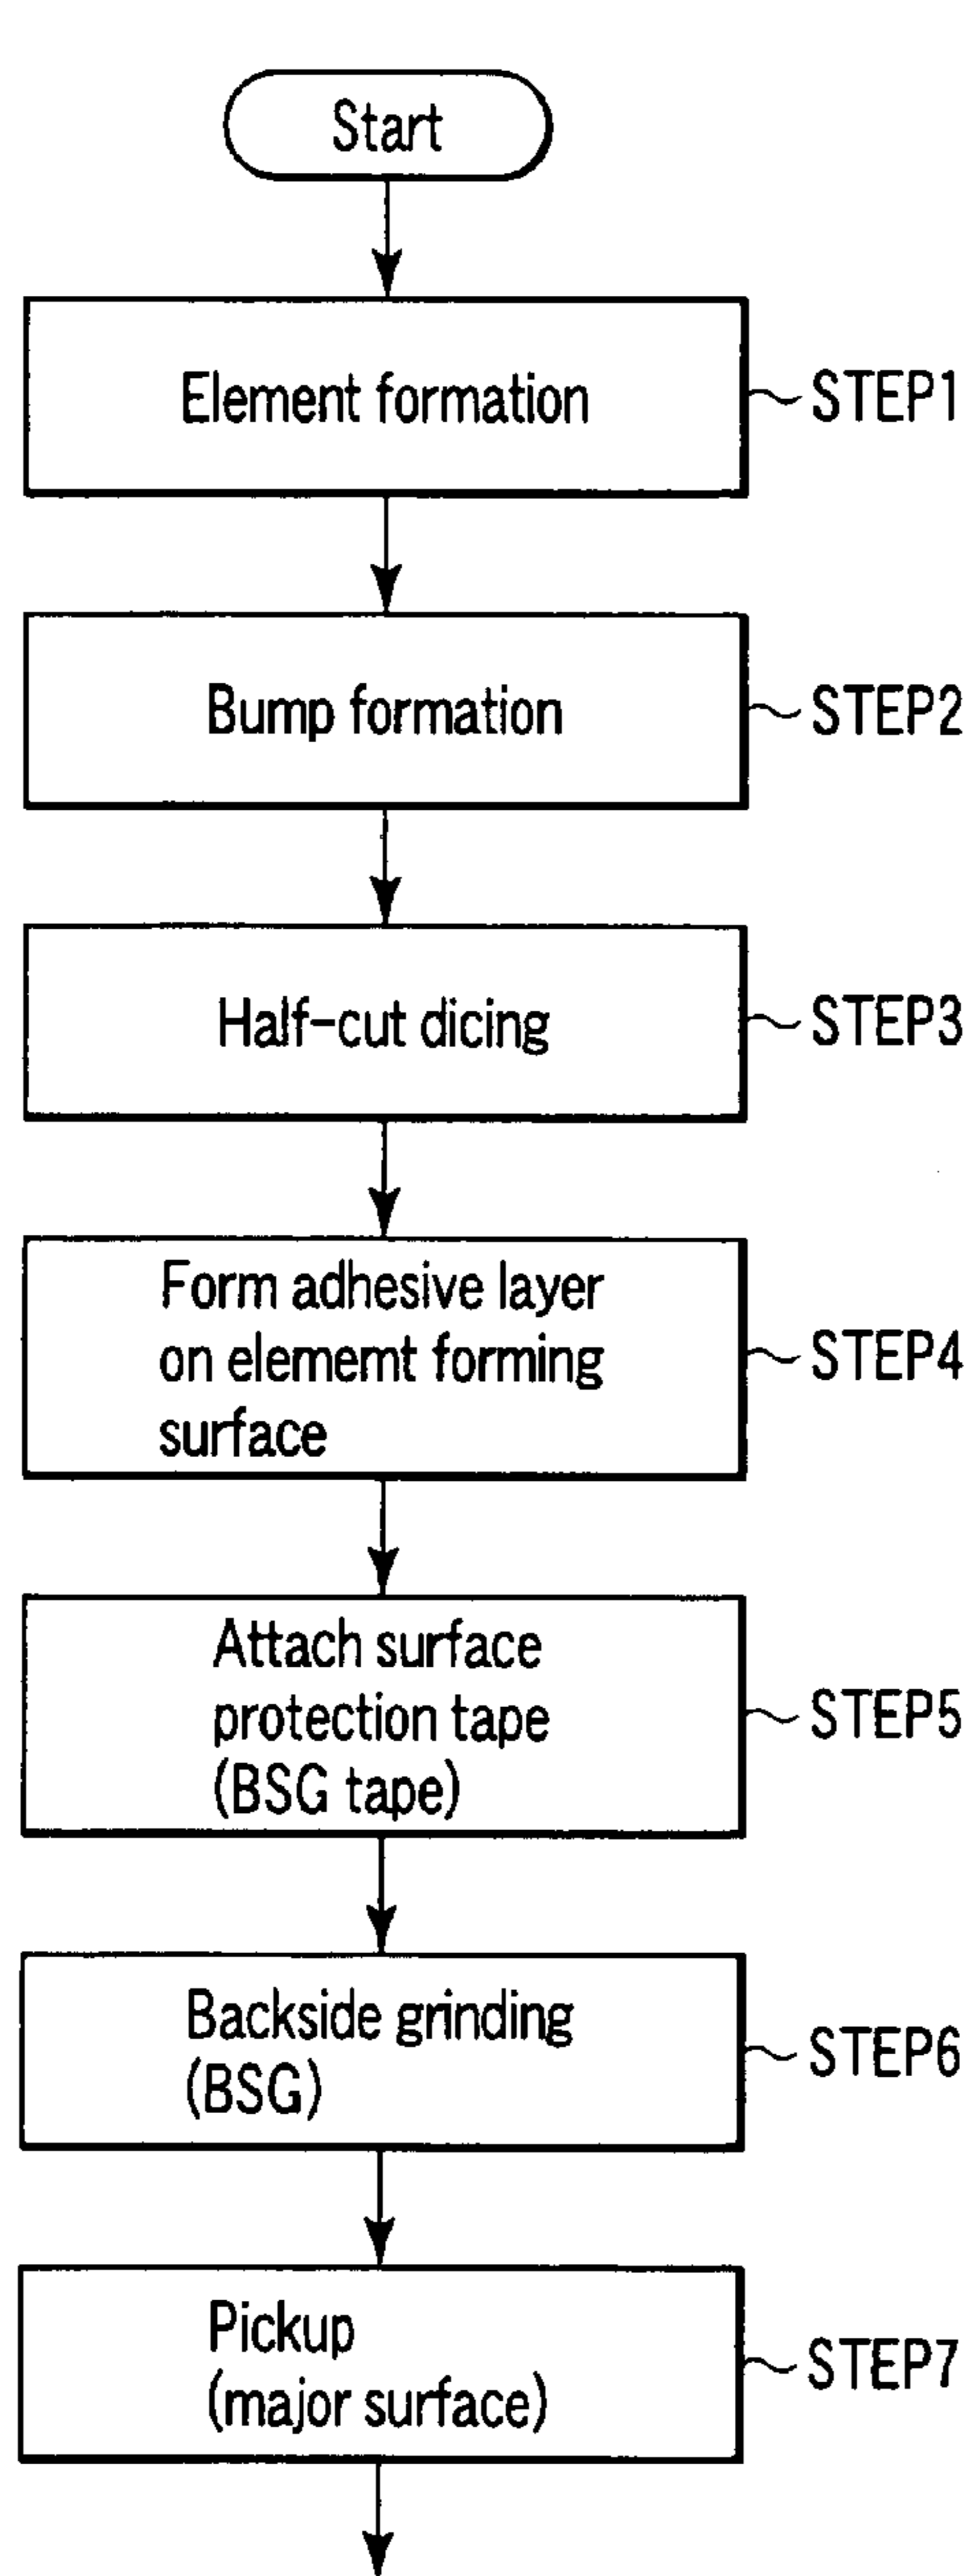 Start
Element formation
STEP1
Bump formation
STEP2
Half-cut dicing
STEP3
Form adhesive layer
on elememt forming
surface
STEP4
Attach surface
protection tape
(BSG tape)
STEP5
Backside grinding
(BSG)
STEP6
Pickup
(major surface)
STEP7